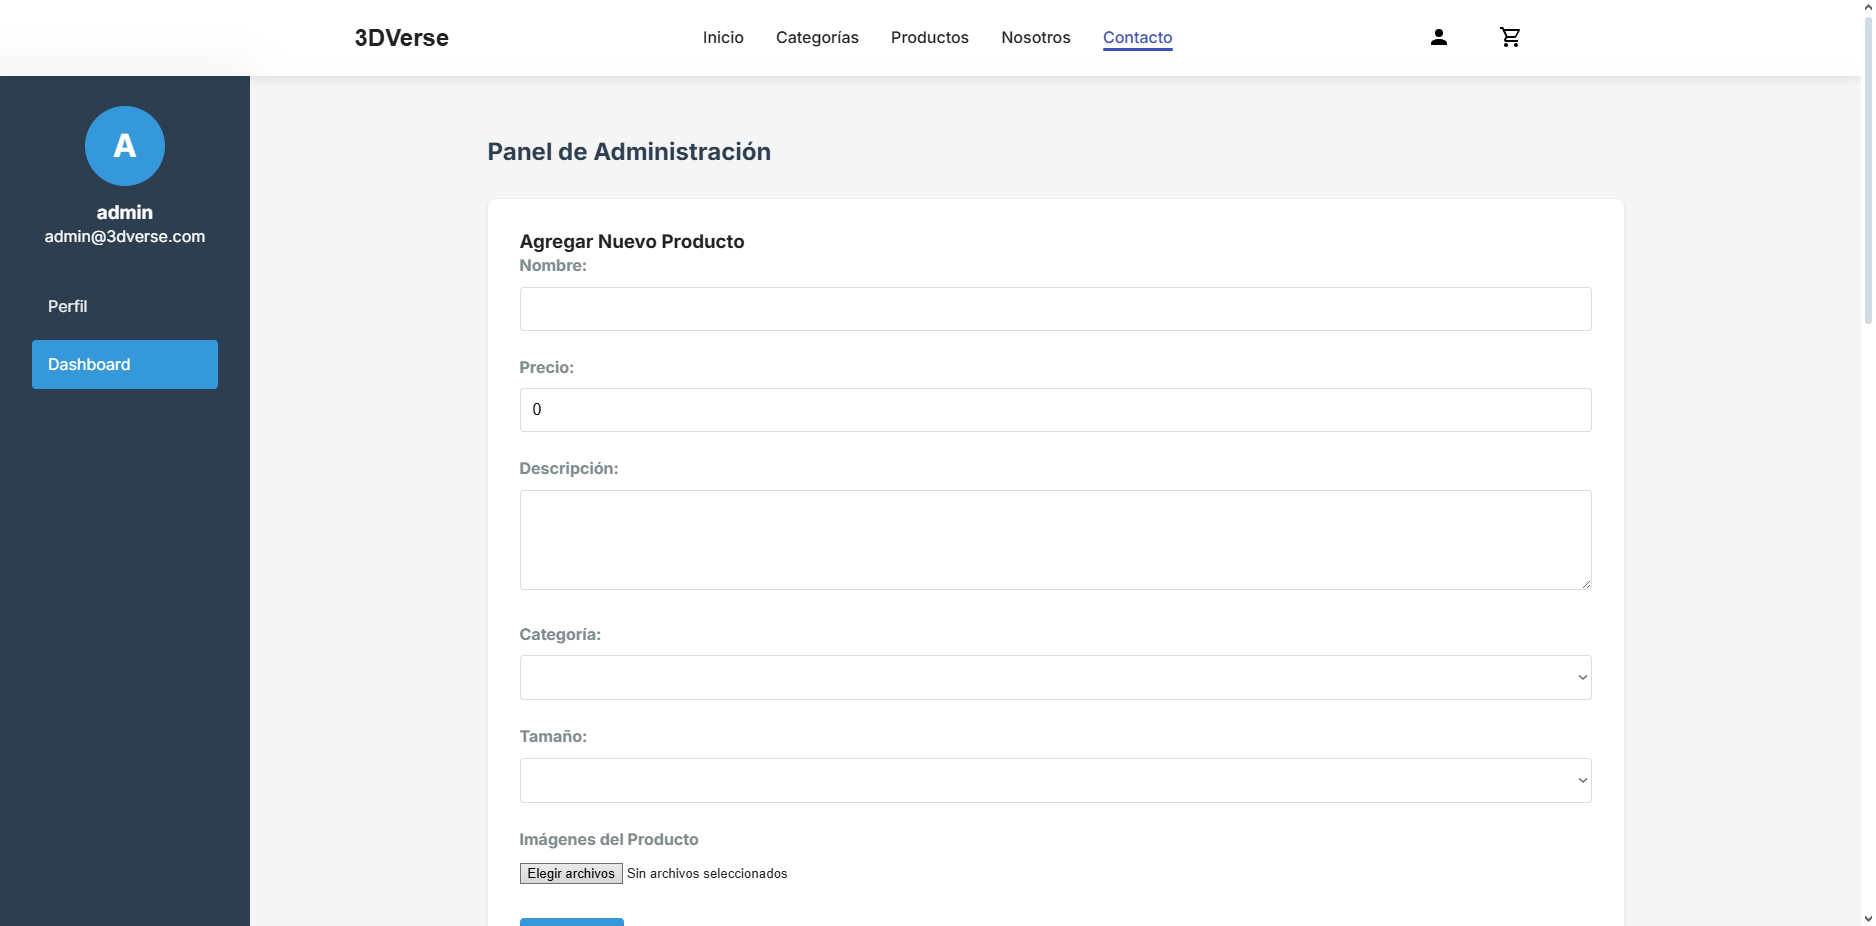 3DVerse
Inicio Categorías Productos Nosotros Contacto
A
admin
admin@3dverse.com
Perfil
Dashboard
Panel de Administración
Agregar Nuevo Producto
Nombre:
Precio:
0
Descripción:
Categoría:
Tamaño:
Imágenes del Producto
Elegir archivos Sin archivos seleccionados